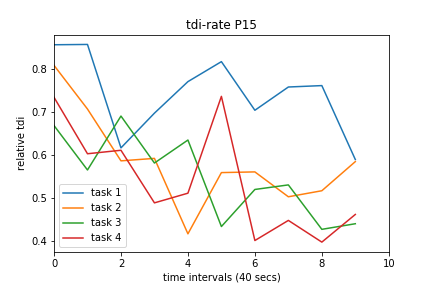 tdi-rate P15
relative tdi
0.8
0.7
0.6
0.5
0.4
task 1
task 2
task 3
task 4
0 2 4 6 8 10
time intervals (40 secs)